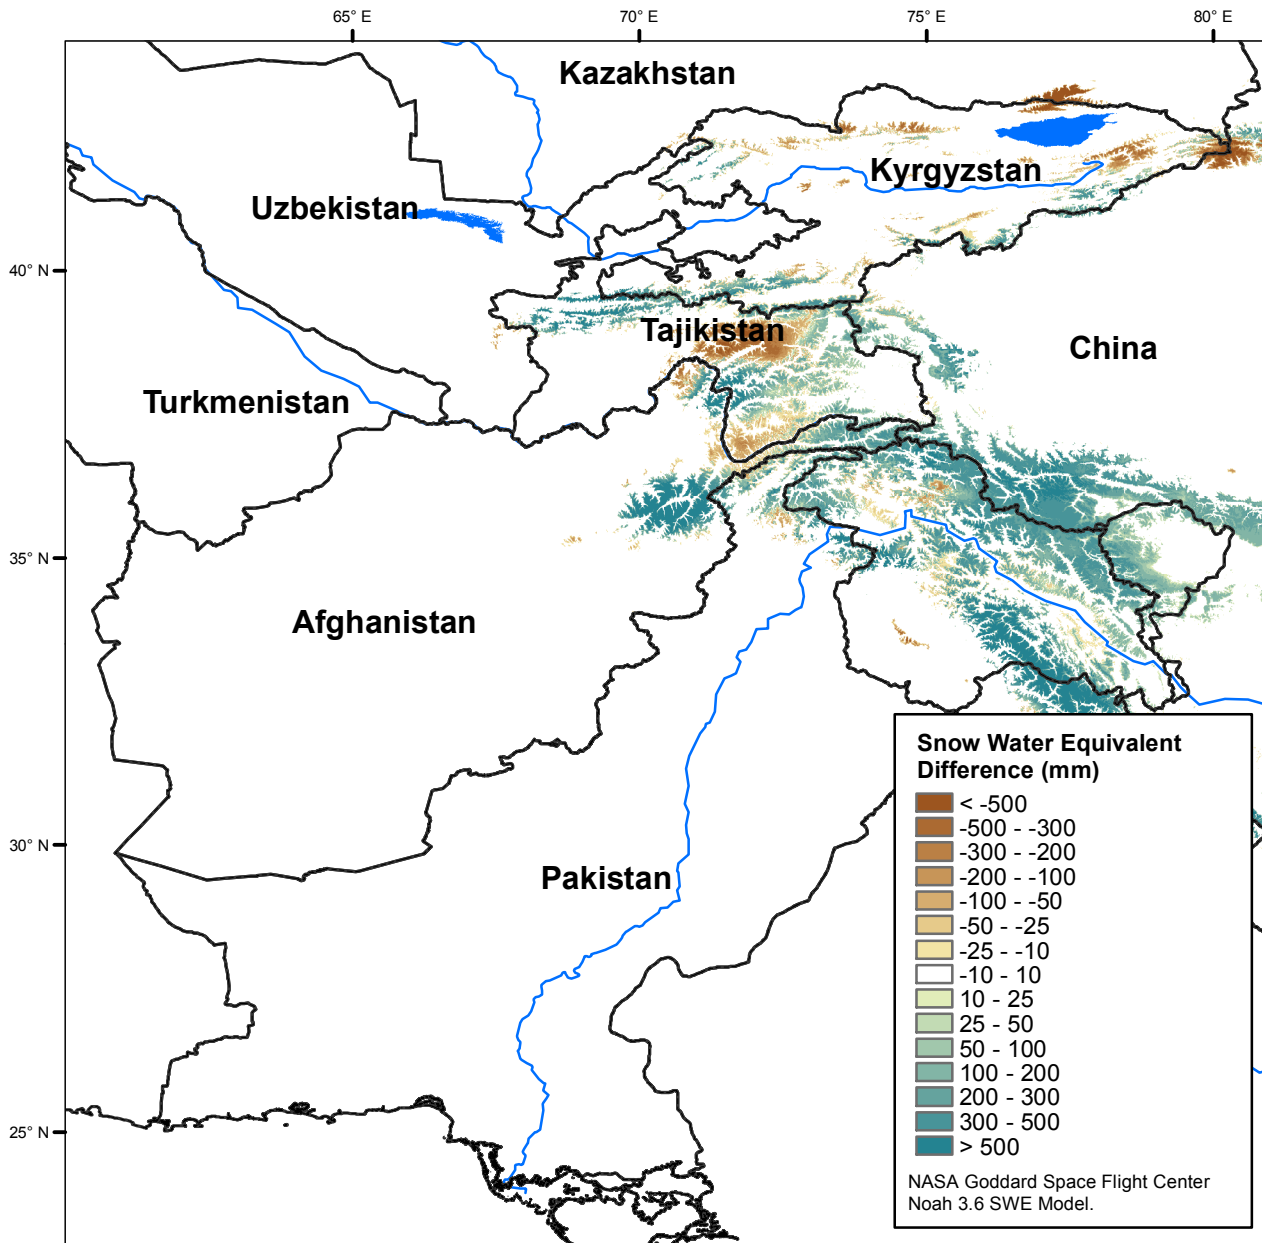 65° E
70° E
75° E
80° E
Kazakhstan
Kyrgyzstan
Uzbekistan
40° N
Tajikistan
China
Turkmenistan
35° N
Afghanistan
Snow Water Equivalent
Difference (mm)
< -500
-500 - -300
-300 - -200
-200 - -100
-100 - -50
-50 - -25
-25 - -10
-10 - 10
10 - 25
25 - 50
50 - 100
100 - 200
200 - 300
300 - 500
> 500
NASA Goddard Space Flight Center
Noah 3.6 SWE Model.
30° N
Pakistan
25° N